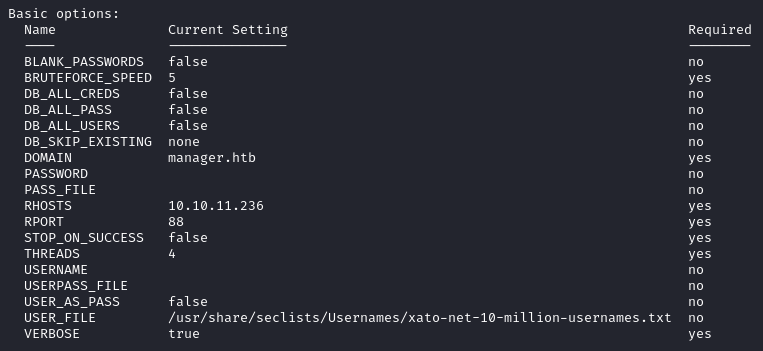 Basic options:
Name Current Setting Required
---- --------------- --------
BLANK_PASSWORDS false no
BRUTEFORCE_SPEED 5 yes
DB_ALL_CREDS false no
DB_ALL_PASS false no
DB_ALL_USERS false no
DB_SKIP_EXISTING none no
DOMAIN manager.htb yes
PASSWORD no
PASS_FILE no
RHOSTS 10.10.11.236 yes
RPORT 88 yes
STOP_ON_SUCCESS false yes
THREADS 4 yes
USERNAME no
USERPASS_FILE no
USER_AS_PASS false no
USER_FILE /usr/share/seclists/Usernames/xato-net-10-million-usernames.txt no
VERBOSE true yes